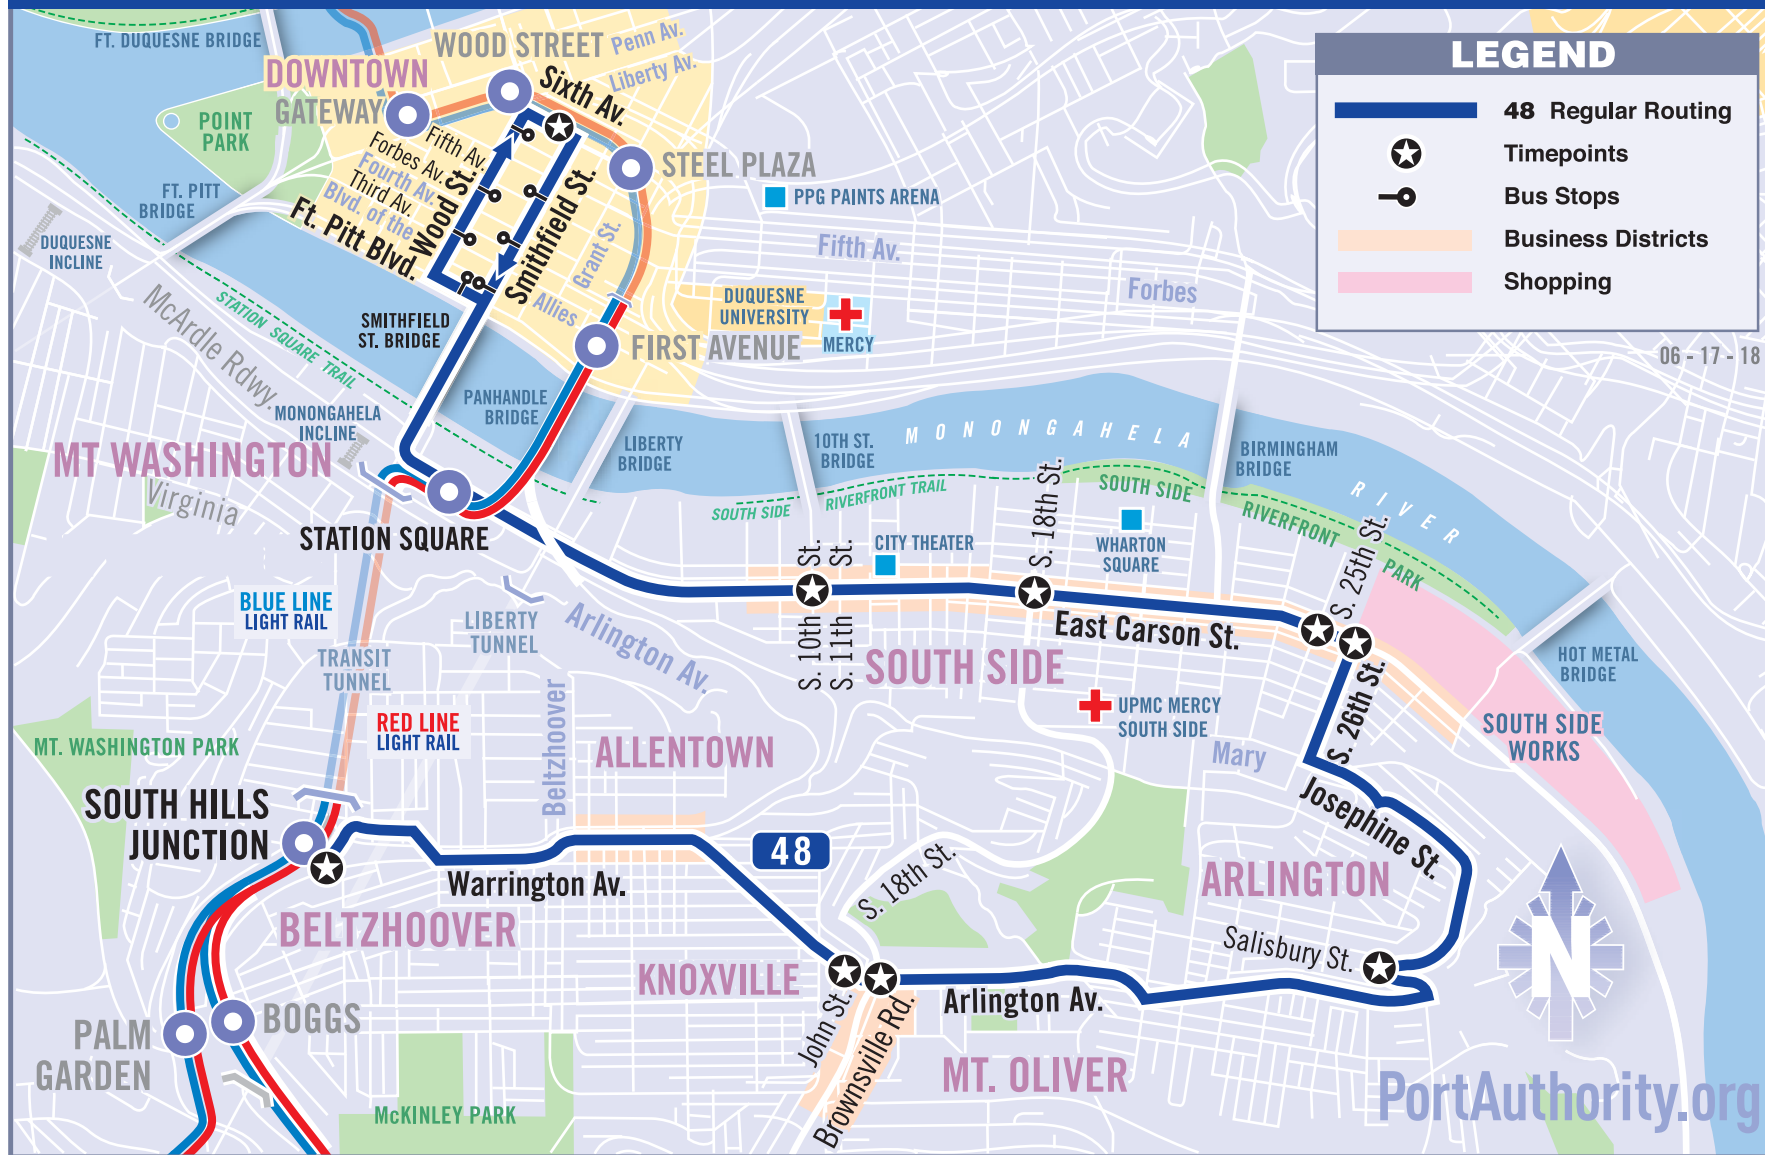 FT. DUQUESNE BRIDGE
WOOD STREET
Penn Av.
Liberty Av.
DOWNTOWN
GATEWAY
Sixth Av.
POINT
PARK
Fifth Av.
Forbes Av.
Fourth Av.
Third Av.
Blvd. of the
Allies
Wood St.
Smithfield St.
Ft. Pitt Blvd.
Grant St.
STEEL PLAZA
PPG PAINTS ARENA
FT. PITT
BRIDGE
DUQUESNE
INCLINE
Fifth Av.
Forbes
DUQUESNE
UNIVERSITY
MERCY
FIRST AVENUE
McArdle Rdwy.
STATION SQUARE TRAIL
SMITHFIELD
ST. BRIDGE
PANHANDLE
BRIDGE
MONONGAHELA
INCLINE
MT WASHINGTON
Virginia
LIBERTY
BRIDGE
10TH ST.
BRIDGE
MONONGAHELA
RIVER
BIRMINGHAM
BRIDGE
SOUTH SIDE
RIVERFRONT TRAIL
SOUTH SIDE
RIVERFRONT
PARK
STATION SQUARE
CITY THEATER
WHARTON
SQUARE
S. 10th St.
S. 11th St.
S. 18th St.
S. 25th St.
S. 26th St.
East Carson St.
HOT METAL
BRIDGE
BLUE LINE
LIGHT RAIL
LIBERTY
TUNNEL
Arlington Av.
TRANSIT
TUNNEL
SOUTH SIDE
UPMC MERCY
SOUTH SIDE
Mary
SOUTH SIDE
WORKS
RED LINE
LIGHT RAIL
Beltzhoover
ALLENTOWN
MT. WASHINGTON PARK
SOUTH HILLS
JUNCTION
Josephine St.
48
S. 18th St.
ARLINGTON
Warrington Av.
BELTZHOOVER
Salisbury St.
KNOXVILLE
Arlington Av.
John St.
Brownsville Rd.
N
PALM
GARDEN
BOGGS
MT. OLIVER
McKINLEY PARK
PortAuthority.org
LEGEND
48 Regular Routing
Timepoints
Bus Stops
Business Districts
Shopping
06 - 17 - 18